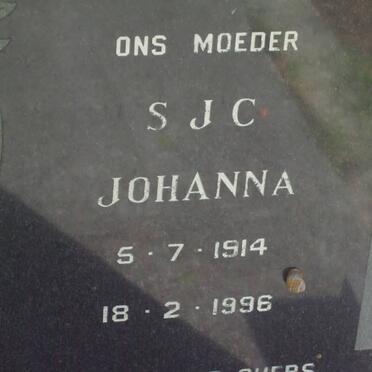 ONS MOEDER
S J C
JOHANNA
5 · 7 · 1914
18 · 2 · 1996